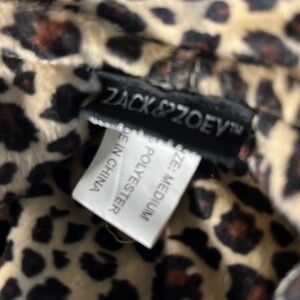 ZACK & ZOEY™
ZE: MEDIUM
POLYESTER
E IN CHINA